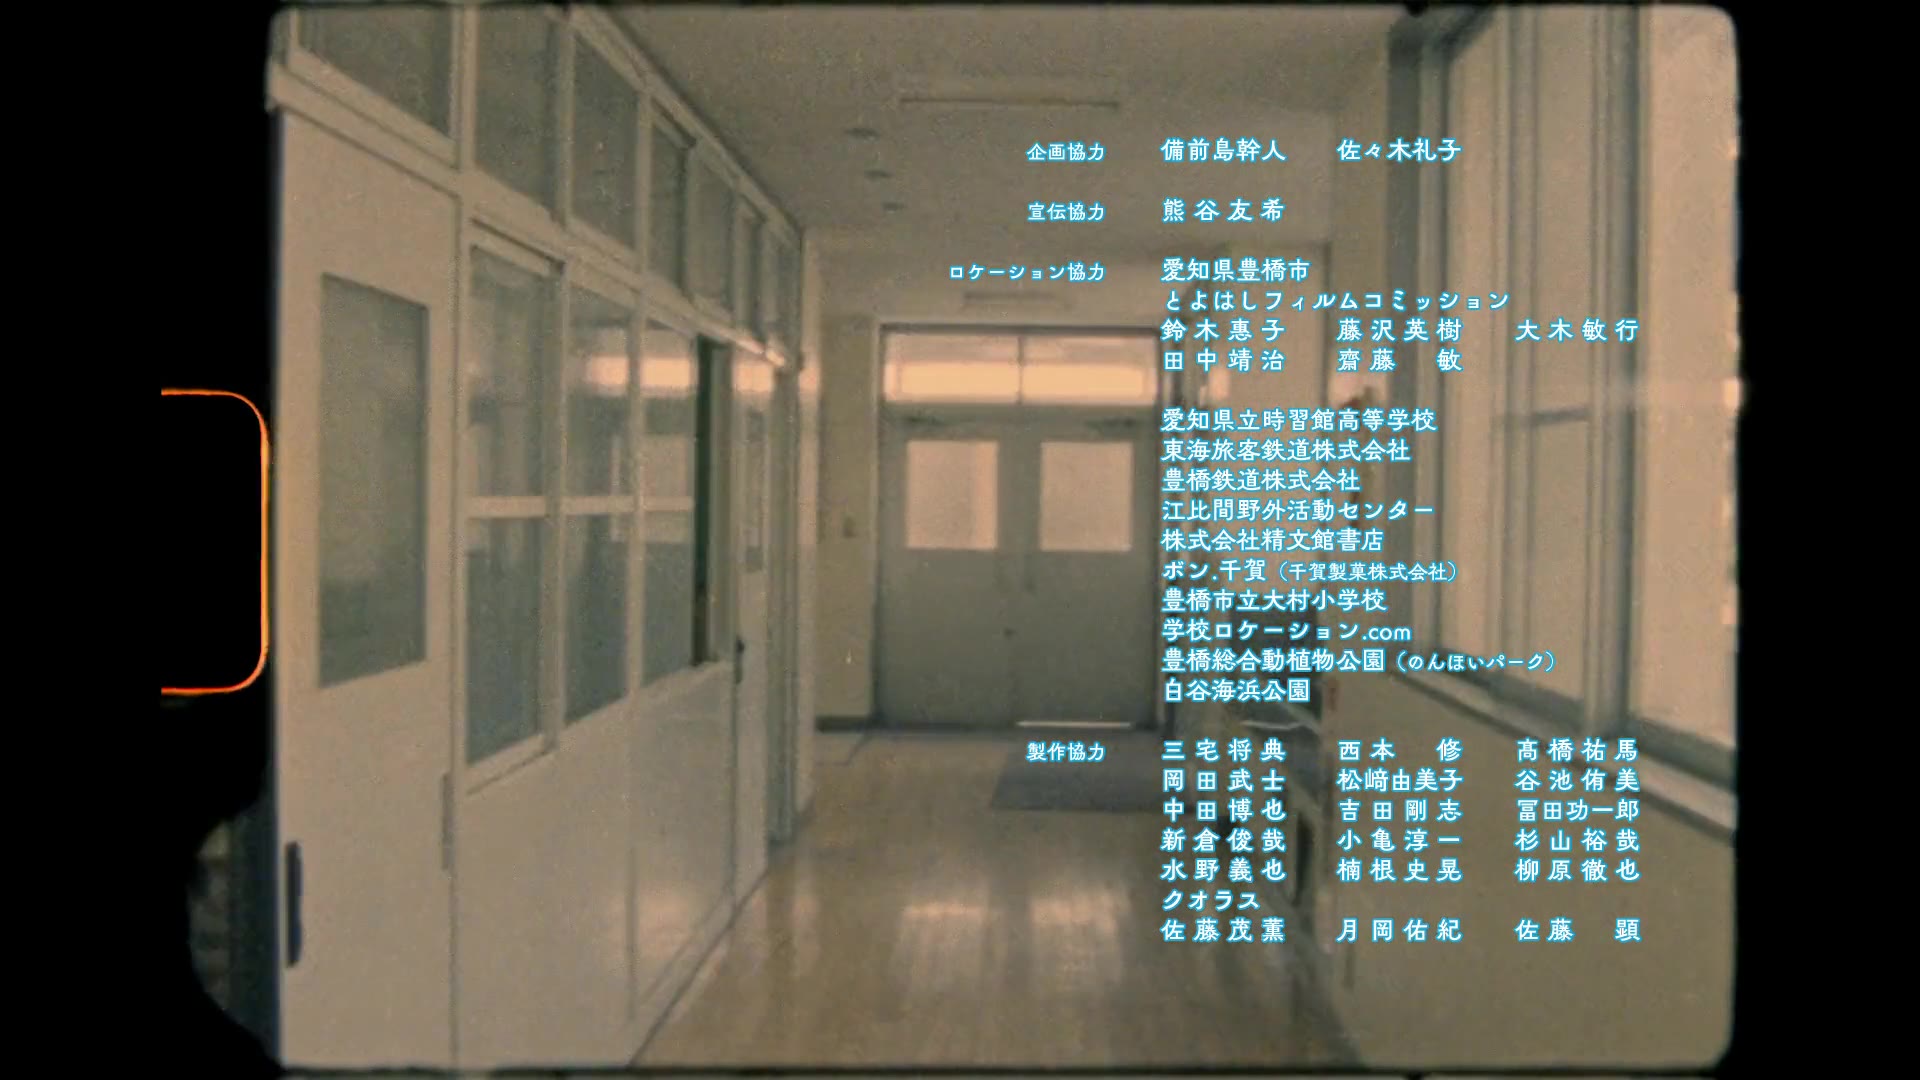 企画協力 備前島幹人 佐々木礼子
宣伝協力 熊谷友希
ロケーション協力 愛知県豊橋市
とよはしフィルムコミッション
鈴木惠子 藤沢英樹 大木敏行
田中靖治 齋藤敏
愛知県立時習館高等学校
東海旅客鉄道株式会社
豊橋鉄道株式会社
江比間野外活動センター
株式会社精文館書店
ボン.千賀（千賀製菓株式会社）
豊橋市立大村小学校
学校ロケーション.com
豊橋総合動植物公園（のんほいパーク）
白谷海浜公園
製作協力 三宅将典 西本修 髙橋祐馬
岡田武士 松﨑由美子 谷池侑美
中田博也 吉田剛志 冨田功一郎
新倉俊哉 小亀淳一 杉山裕哉
水野義也 楠根史晃 柳原徹也
クオラス
佐藤茂薫 月岡佑紀 佐藤顕